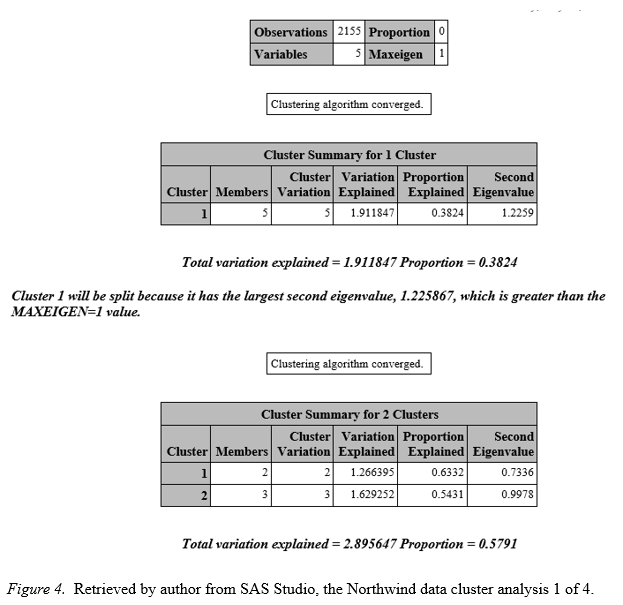 Observations 2155 Proportion 0
Variables 5 Maxeigen 1
Clustering algorithm converged.
Cluster Summary for 1 Cluster
Cluster Members Cluster Variation Variation Explained Proportion Explained Second Eigenvalue
1 5 5 1.911847 0.3824 1.2259
Total variation explained = 1.911847 Proportion = 0.3824
Cluster 1 will be split because it has the largest second eigenvalue, 1.225867, which is greater than the
MAXEIGEN=1 value.
Clustering algorithm converged.
Cluster Summary for 2 Clusters
Cluster Members Cluster Variation Variation Explained Proportion Explained Second Eigenvalue
1 2 2 1.266395 0.6332 0.7336
2 3 3 1.629252 0.5431 0.9978
Total variation explained = 2.895647 Proportion = 0.5791
Figure 4. Retrieved by author from SAS Studio, the Northwind data cluster analysis 1 of 4.